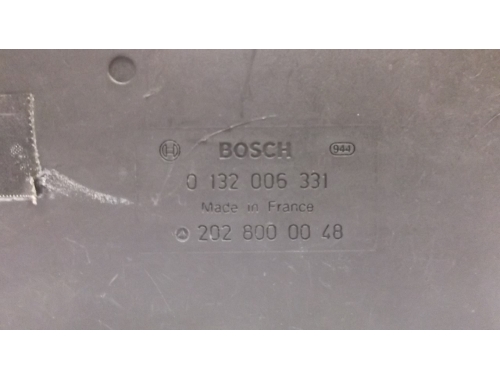 BOSCH 944
0 132 006 331
Made in France
202 800 00 48